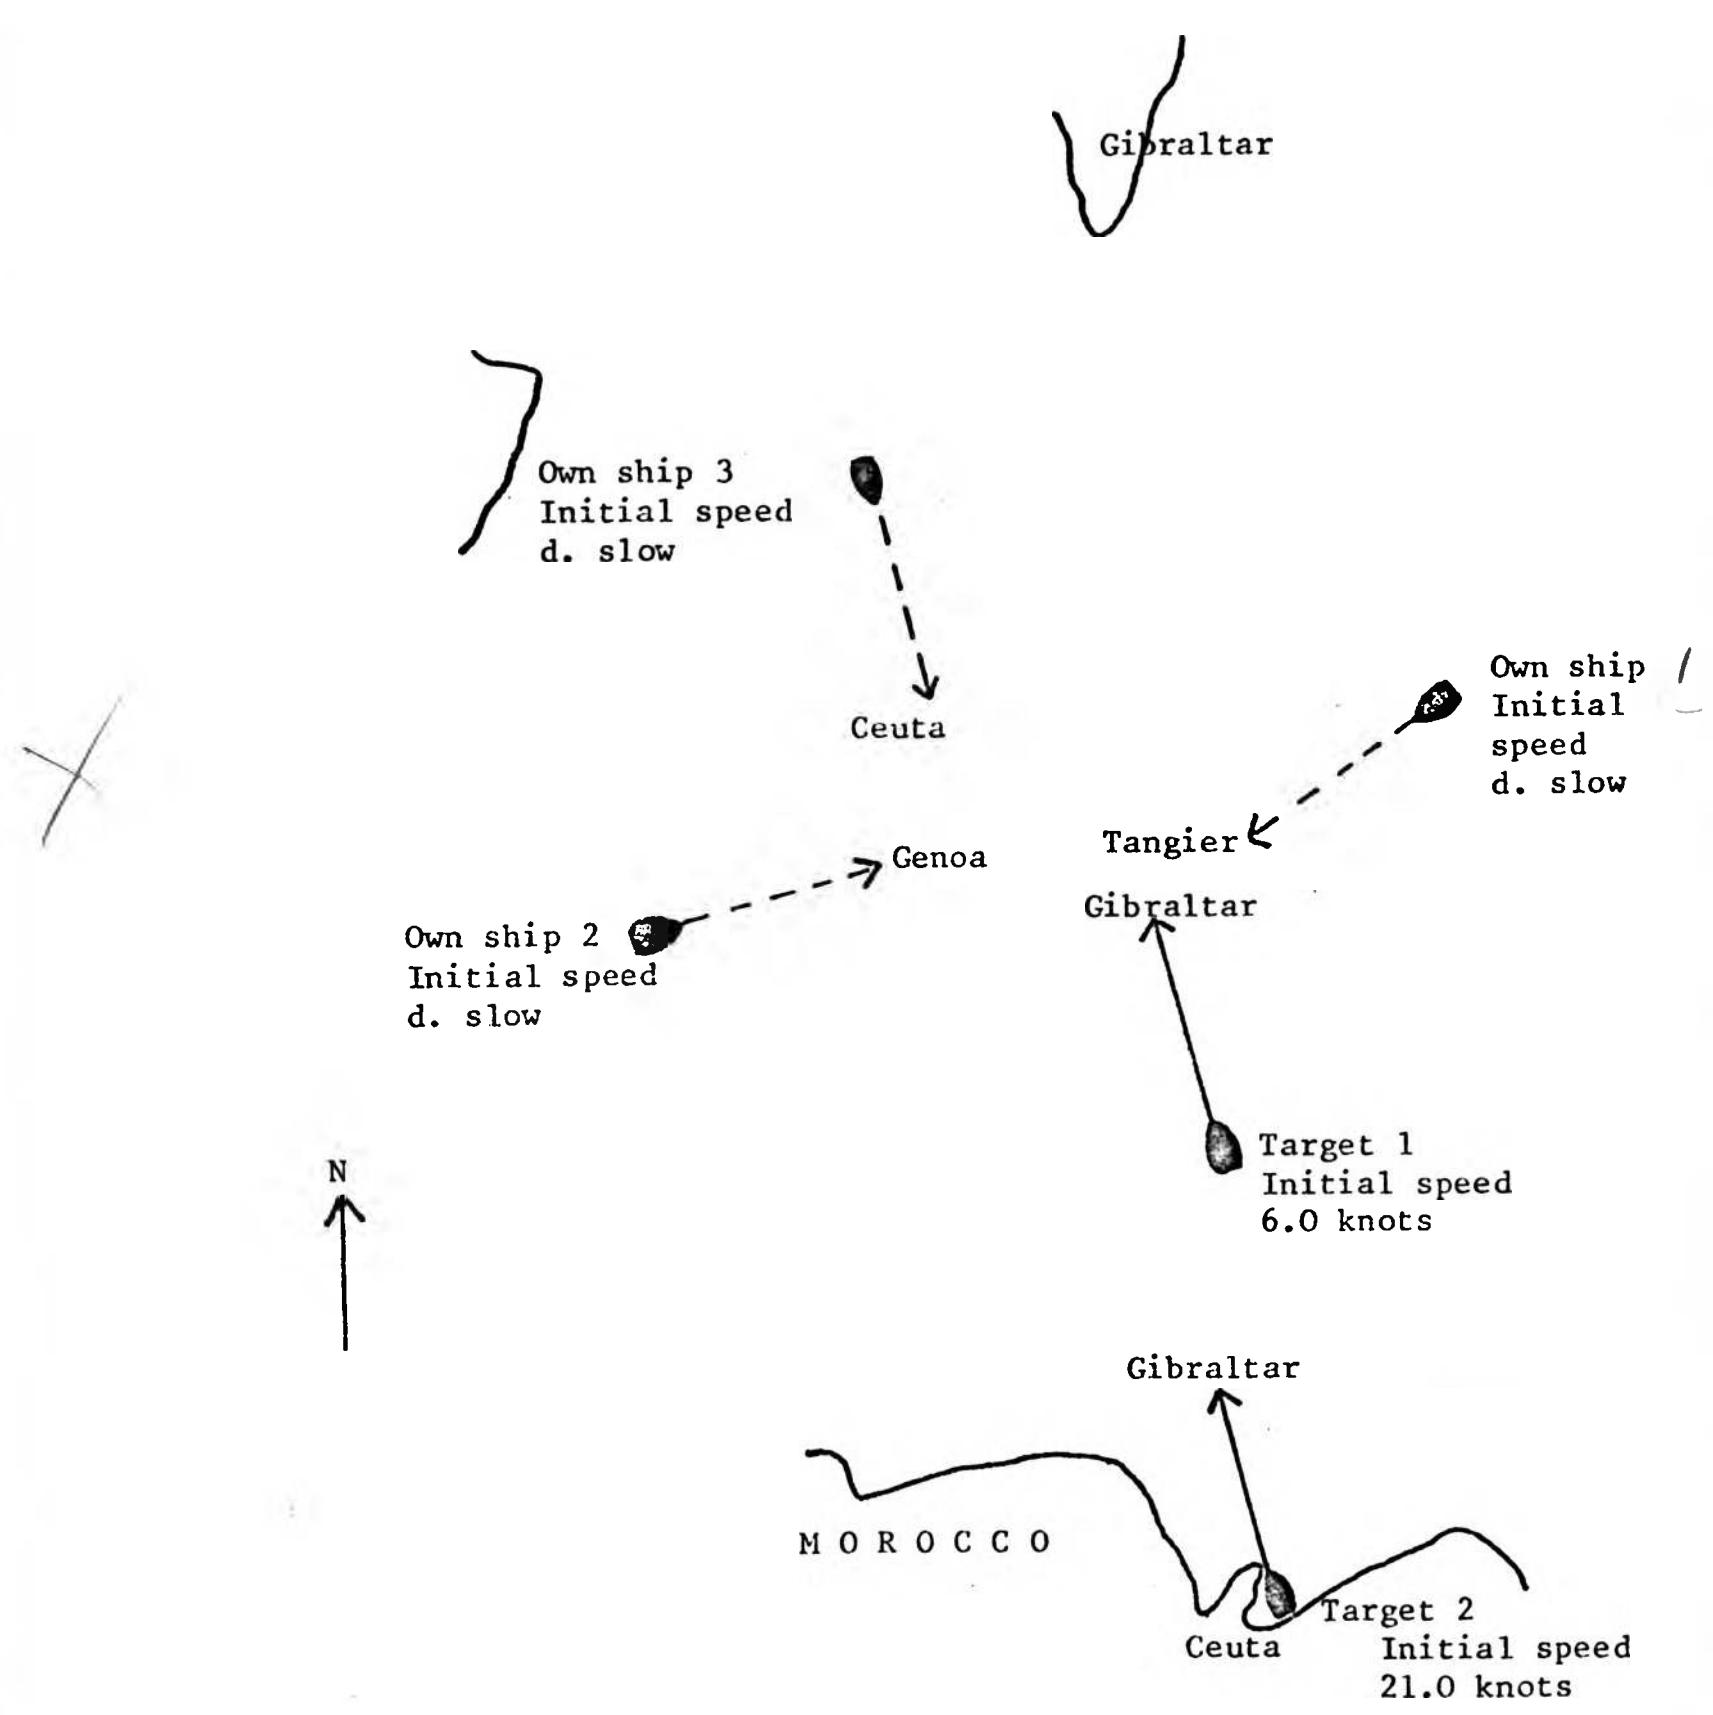 Gibraltar
Own ship 3
Initial speed
d. slow
Ceuta
Own ship 1
Initial
speed
d. slow
Tangier
Genoa
Gibraltar
Own ship 2
Initial speed
d. slow
Target 1
Initial speed
6.0 knots
N
Gibraltar
MOROCCO
Target 2
Ceuta
Initial speed
21.0 knots